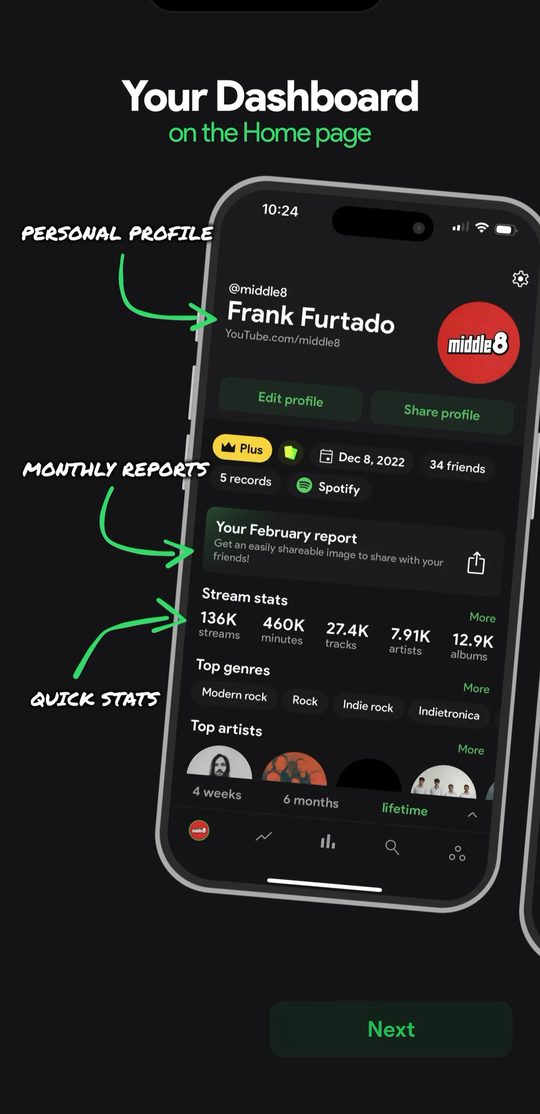 Your Dashboard
on the Home page
PERSONAL PROFILE
10:24
@middle8
Frank Furtado
YouTube.com/middle8
middle8
Edit profile
Share profile
Plus
Dec 8, 2022
34 friends
MONTHLY REPORTS
5 records
Spotify
Your February report
Get an easily shareable image to share with your
friends!
Stream stats
More
136K
460K
27.4K
7.91K
12.9K
streams
minutes
tracks
artists
albums
Top genres
More
QUICK STATS
Modern rock
Rock
Indie rock
Indietronica
Top artists
More
4 weeks
6 months
lifetime
middle8
Next